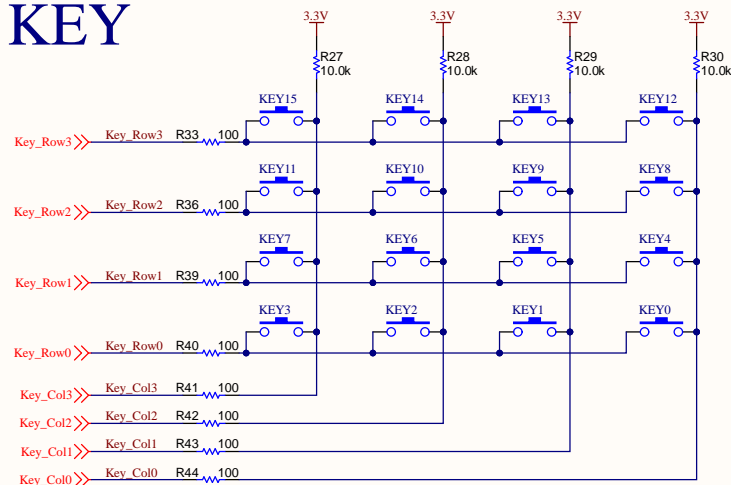 KEY
3.3V 3.3V 3.3V 3.3V
R27 R28 R29 R30
10.0k 10.0k 10.0k 10.0k
KEY15 KEY14 KEY13 KEY12
Key_Row3 Key_Row3 R33 100
KEY11 KEY10 KEY9 KEY8
Key_Row2 Key_Row2 R36 100
KEY7 KEY6 KEY5 KEY4
Key_Row1 Key_Row1 R39 100
KEY3 KEY2 KEY1 KEY0
Key_Row0 Key_Row0 R40 100
Key_Col3 Key_Col3 R41 100
Key_Col2 Key_Col2 R42 100
Key_Col1 Key_Col1 R43 100
Key_Col0 Key_Col0 R44 100